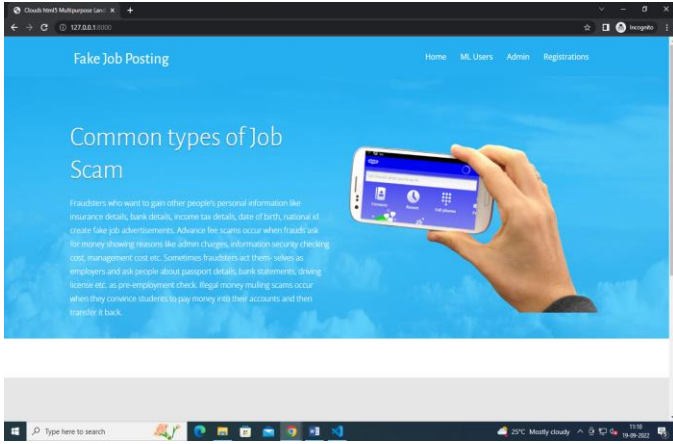 Clouds html5 Multipurpose Land
127.0.0.1:8000
Incognito
Fake Job Posting
Home ML Users Admin Registrations
Common types of Job
Scam
Fraudsters who want to gain other people's personal information like
insurance details, bank details, income tax details, date of birth, national id
create fake job advertisements. Advance fee scams occur when frauds ask
for money showing reasons like admin charges, information security checking
cost, management cost etc. Sometimes fraudsters act them- selves as
employers and ask people about passport details, bank statements, driving
license etc. as pre-employment check. Illegal money mulling scams occur
when they convince students to pay money into their accounts and then
transfer it back.
Type here to search
25°C Mostly cloudy
11:10
19-09-2022